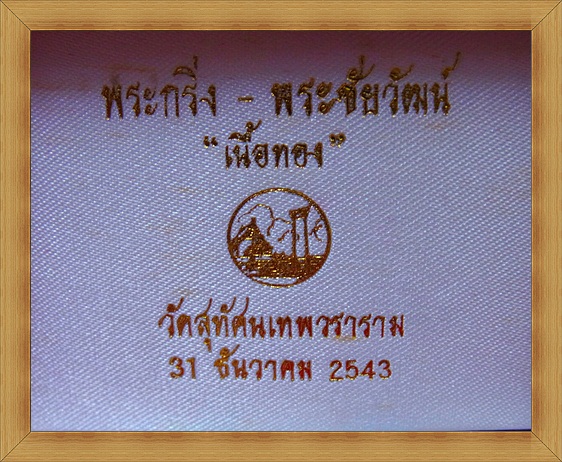 พระกริ่ง - พระชัยวัฒน์
"เนื้อทอง"
วัดสุทัศนเทพวราราม
31 ธันวาคม 2543